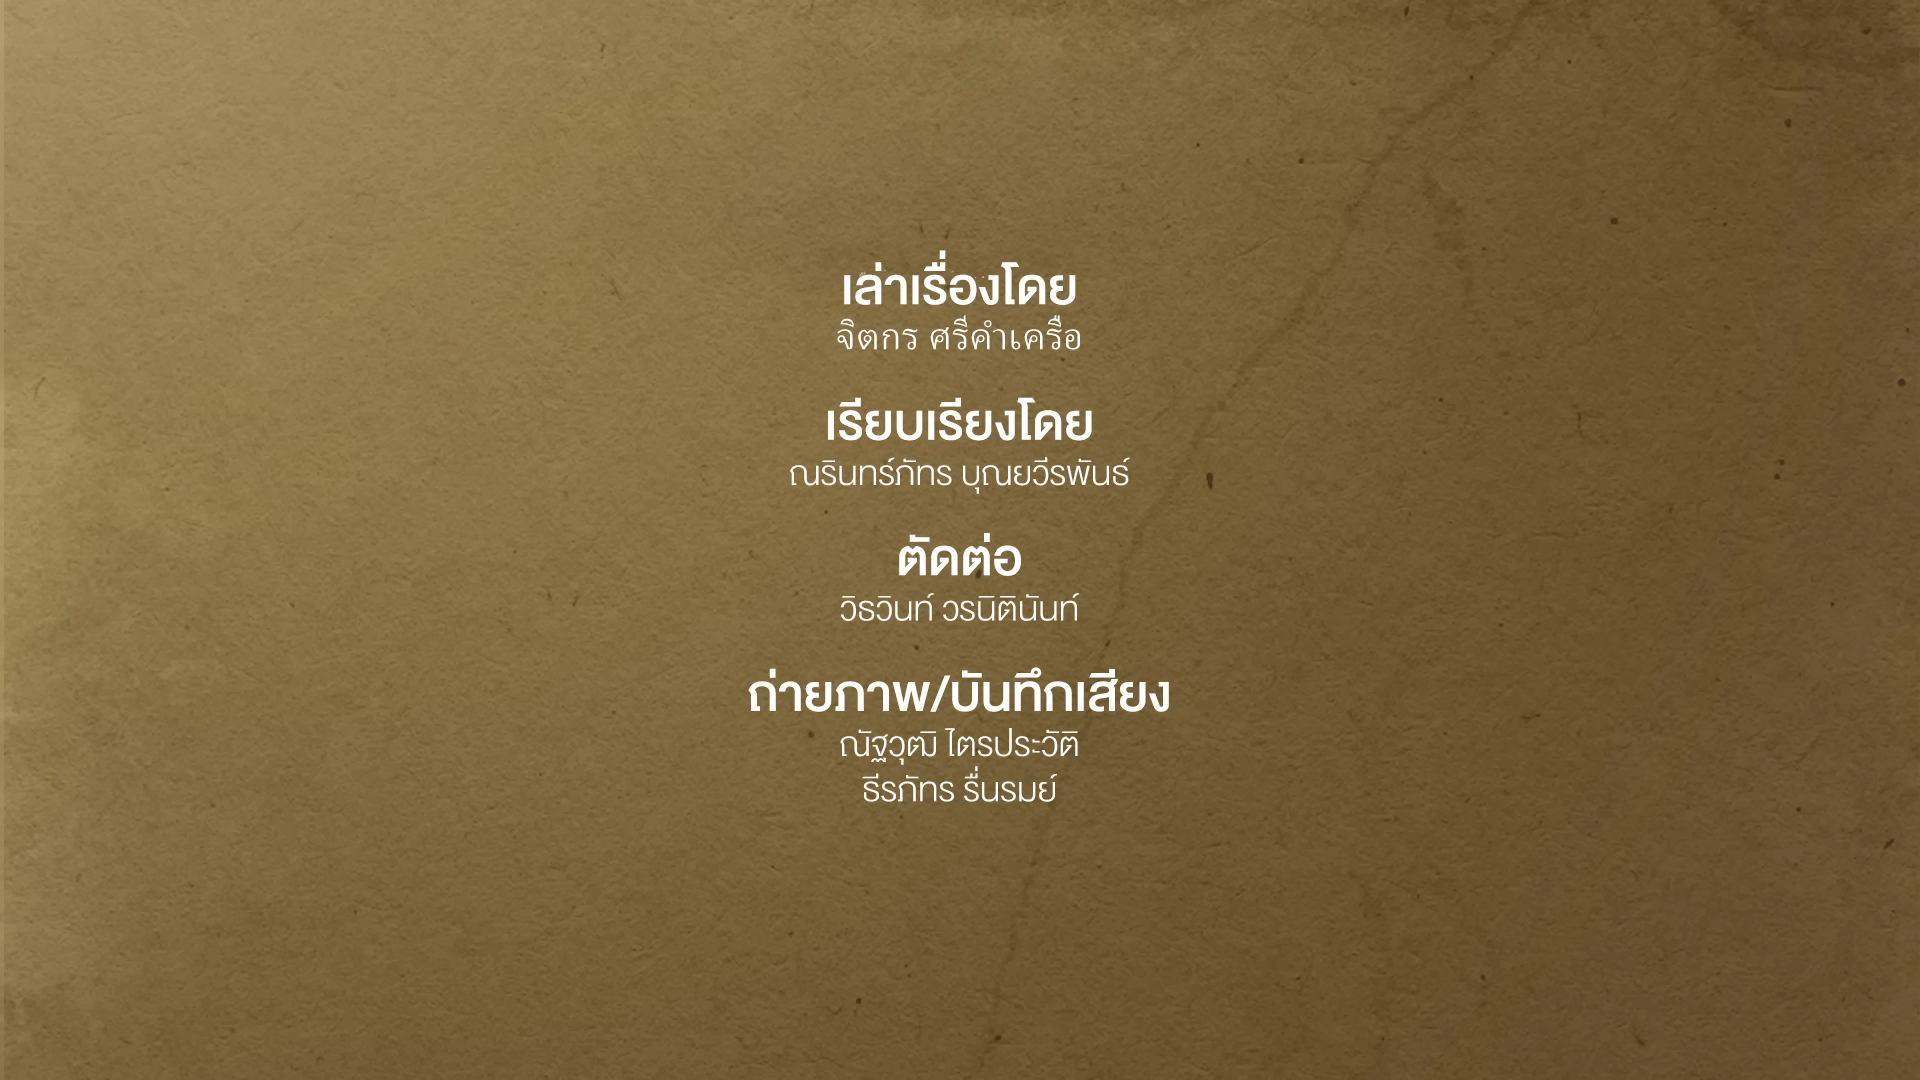 เล่าเรื่องโดย
จิตกร ศรีคำเครือ
เรียบเรียงโดย
ณรินทร์ภัทร บุณยวีรพันธ์
ตัดต่อ
วิธวินท์ วรนิตินันท์
ถ่ายภาพ/บันทึกเสียง
ณัฐวุฒิ ไตรประวัติ
ธีรภัทร รื่นรมย์